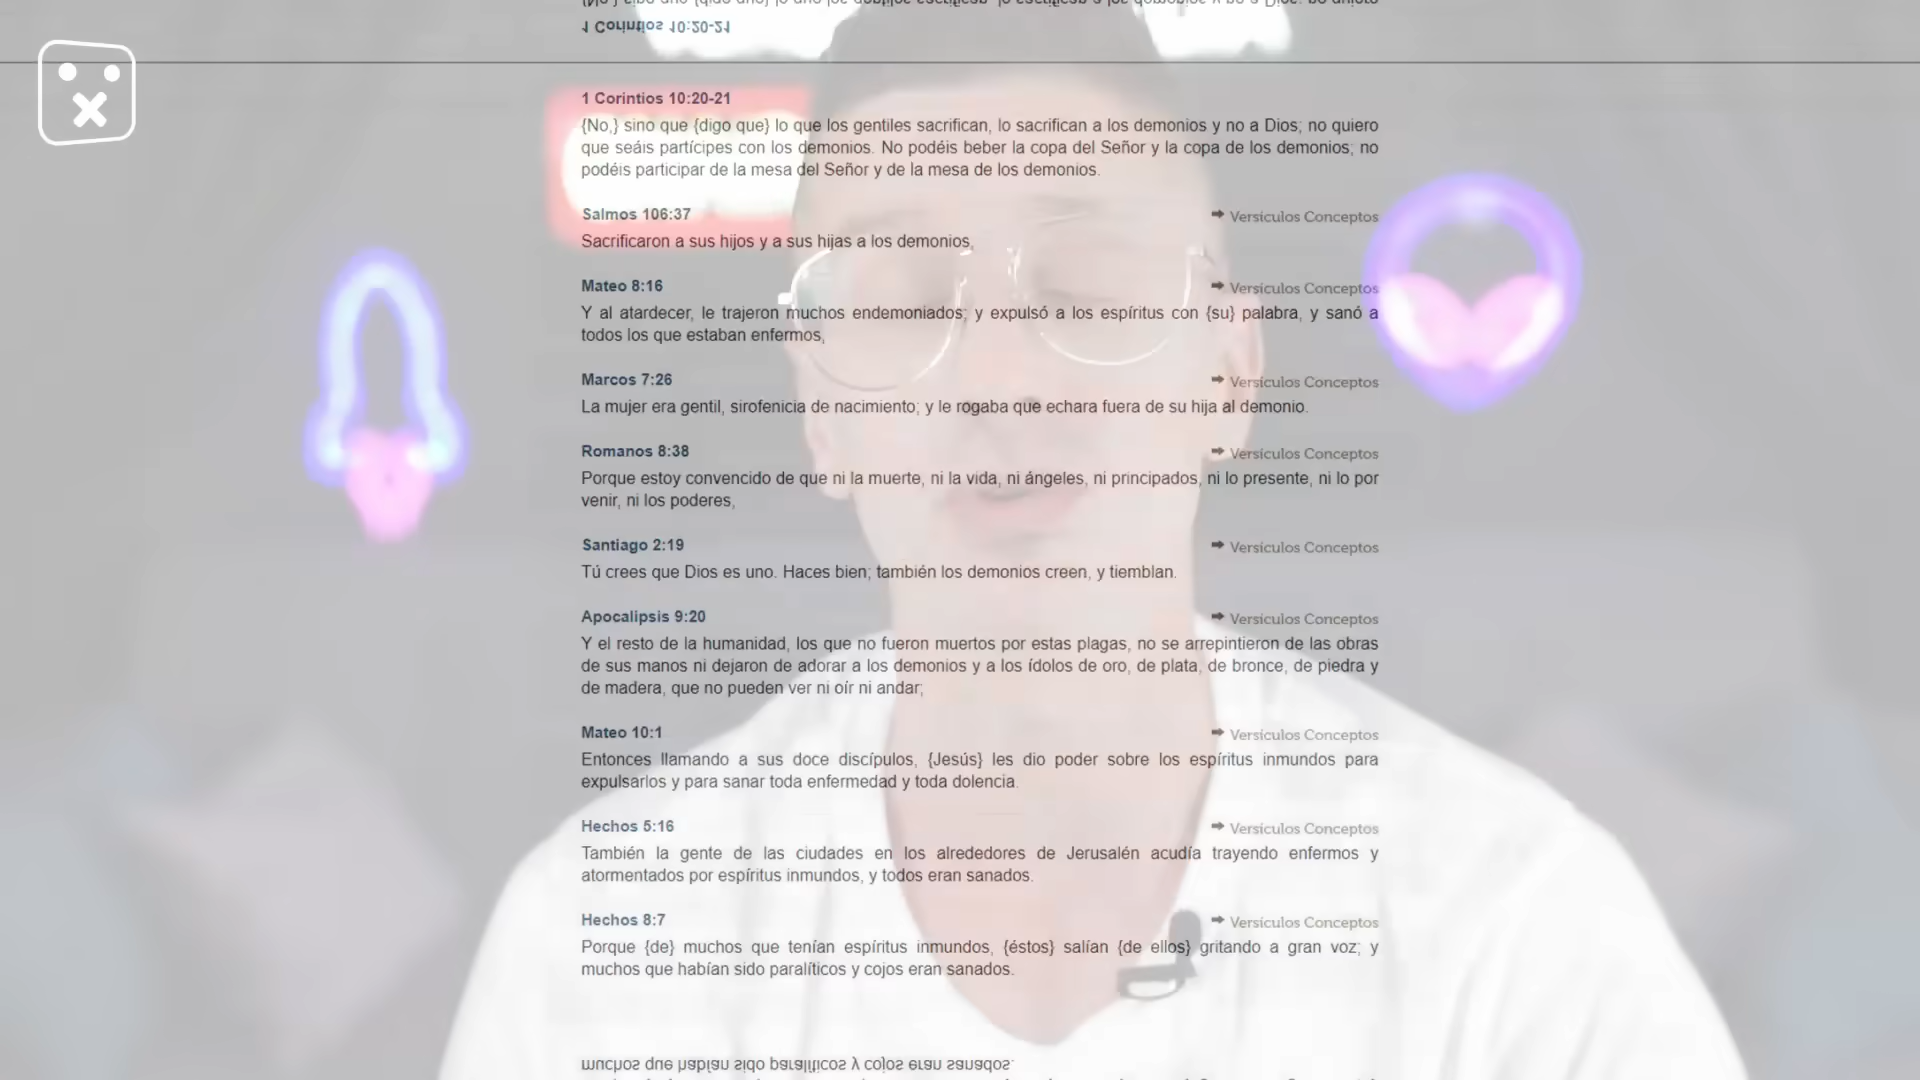 1 Corintios 10:20-21
1 Corintios 10:20-21
{No,} sino que {digo que} lo que los gentiles sacrifican, lo sacrifican a los demonios y no a Dios; no quiero
que seáis partícipes con los demonios. No podéis beber la copa del Señor y la copa de los demonios; no
podéis participar de la mesa del Señor y de la mesa de los demonios.
Salmos 106:37
Versículos Conceptos
Sacrificaron a sus hijos y a sus hijas a los demonios,
Mateo 8:16
Versículos Conceptos
Y al atardecer, le trajeron muchos endemoniados; y expulsó a los espíritus con {su} palabra, y sanó a
todos los que estaban enfermos,
Marcos 7:26
Versículos Conceptos
La mujer era gentil, sirofenicia de nacimiento; y le rogaba que echara fuera de su hija al demonio.
Romanos 8:38
Versículos Conceptos
Porque estoy convencido de que ni la muerte, ni la vida, ni ángeles, ni principados, ni lo presente, ni lo por
venir, ni los poderes,
Santiago 2:19
Versículos Conceptos
Tú crees que Dios es uno. Haces bien; también los demonios creen, y tiemblan.
Apocalipsis 9:20
Versículos Conceptos
Y el resto de la humanidad, los que no fueron muertos por estas plagas, no se arrepintieron de las obras
de sus manos ni dejaron de adorar a los demonios y a los ídolos de oro, de plata, de bronce, de piedra y
de madera, que no pueden ver ni oír ni andar;
Mateo 10:1
Versículos Conceptos
Entonces llamando a sus doce discípulos, {Jesús} les dio poder sobre los espíritus inmundos para
expulsarlos y para sanar toda enfermedad y toda dolencia.
Hechos 5:16
Versículos Conceptos
También la gente de las ciudades en los alrededores de Jerusalén acudía trayendo enfermos y
atormentados por espíritus inmundos, y todos eran sanados.
Hechos 8:7
Versículos Conceptos
Porque {de} muchos que tenían espíritus inmundos, {éstos} salían {de ellos} gritando a gran voz; y
muchos que habían sido paralíticos y cojos eran sanados.
muchos que habían sido paralíticos y cojos eran sanados.